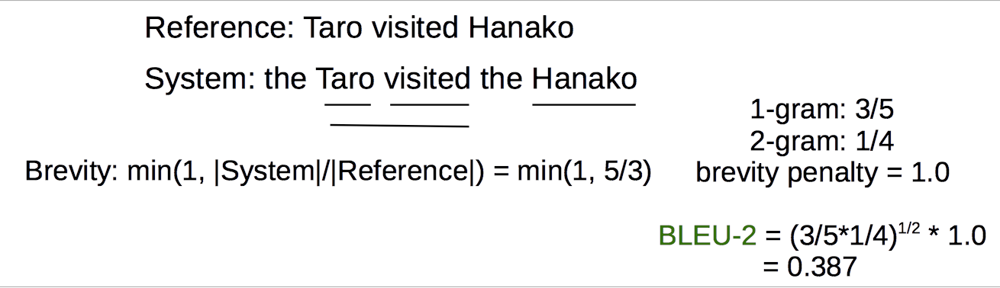 Reference: Taro visited Hanako
System: the Taro visited the Hanako
1-gram: 3/5
2-gram: 1/4
Brevity: min(1, |System|/|Reference|) = min(1, 5/3)
brevity penalty = 1.0
BLEU-2 = (3/5*1/4)^1/2 * 1.0
= 0.387